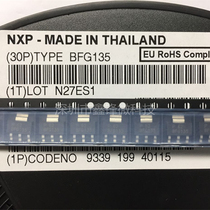 NXP - MADE IN THAILAND
(30P)TYPE BFG135
EU RoHS Compl
(1T)LOT N27ES1
(1P)CODENO 9339 199 40115